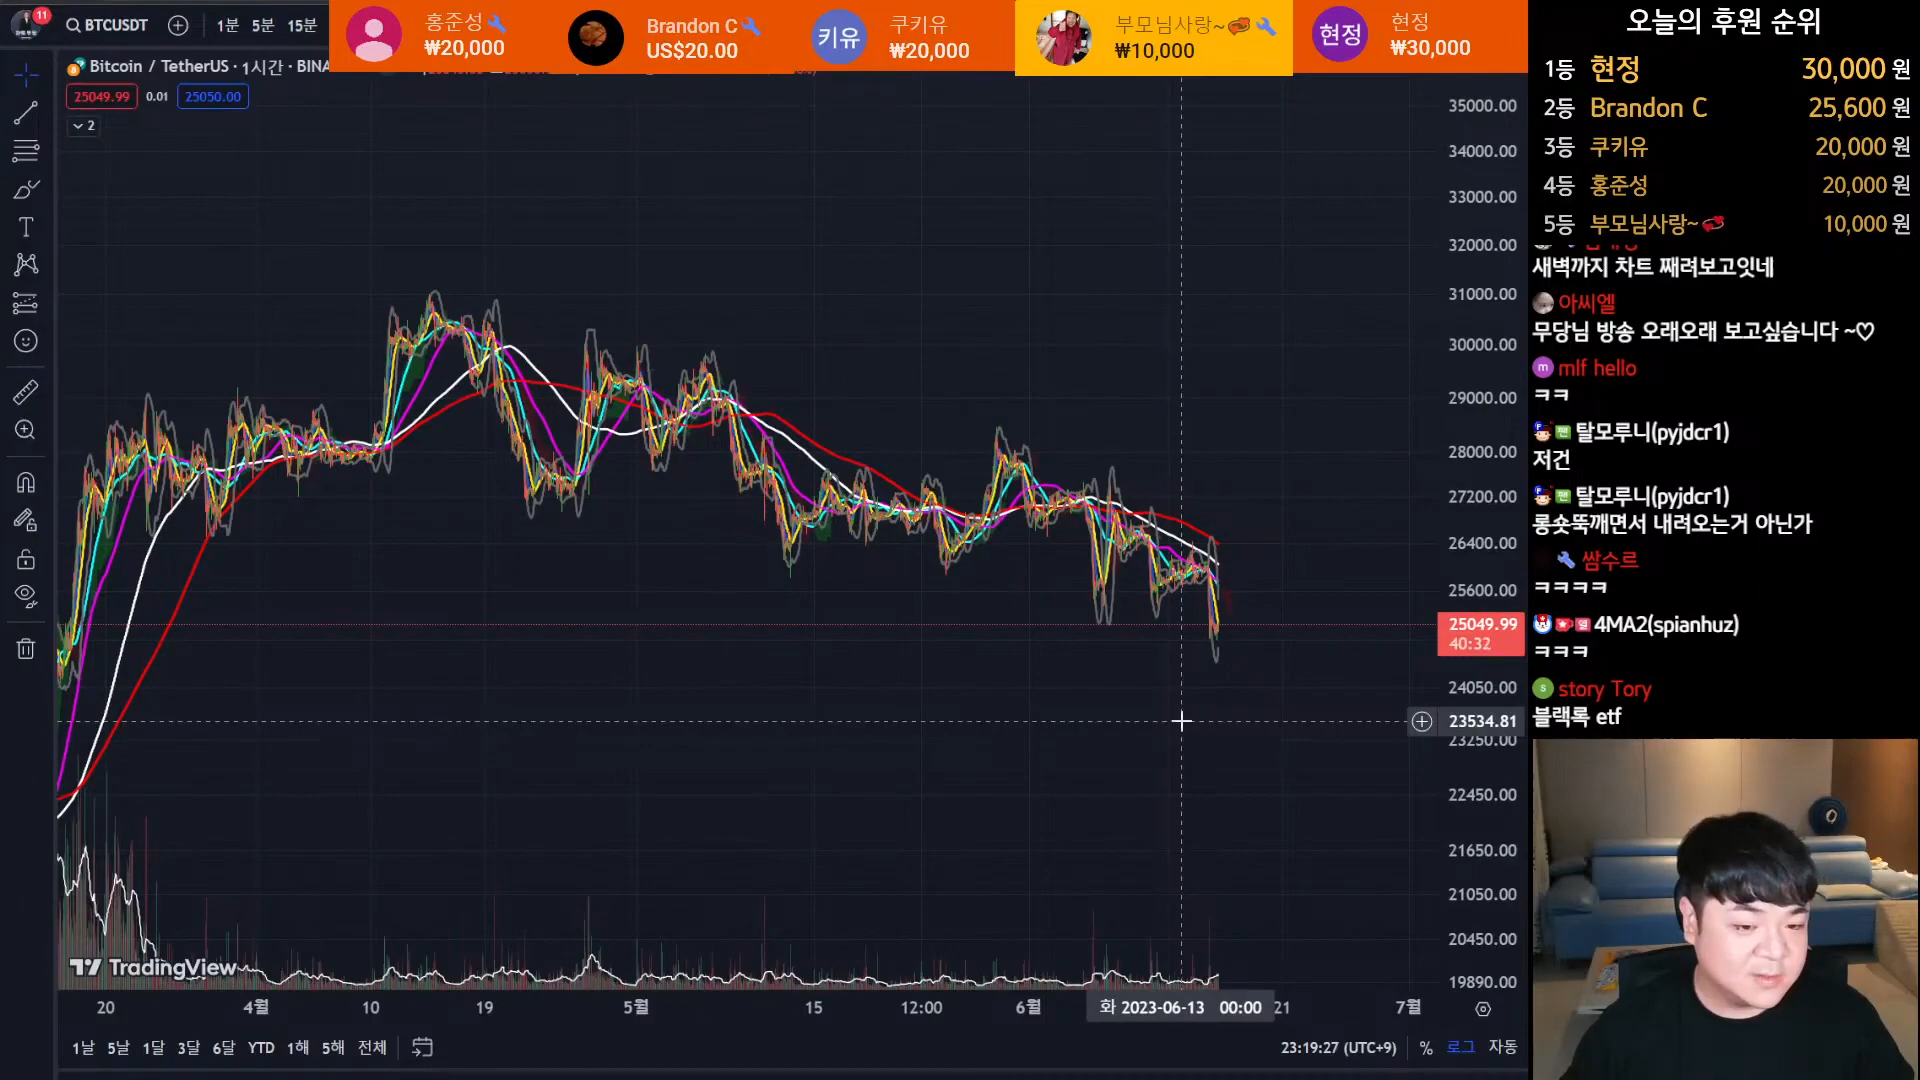 11
BTCUSDT
1분 5분 15분
홍준성
₩20,000
Brandon C
US$20.00
키유
쿠키유
₩20,000
부모님사랑~
₩10,000
현정
현정
₩30,000
Bitcoin / TetherUS · 1시간 · BINA
25049.99 0.01 25050.00
2
35000.00
34000.00
33000.00
32000.00
31000.00
30000.00
29000.00
28000.00
27200.00
26400.00
25600.00
25049.99
40:32
24050.00
23534.81
23250.00
22450.00
21650.00
21050.00
20450.00
19890.00
TradingView
20 4월 10 19 5월 15 12:00 6월 화 2023-06-13 00:00 21 7월
1날 5날 1달 3달 6달 YTD 1해 5해 전체
23:19:27 (UTC+9) % 로그 자동
오늘의 후원 순위
1등 현정 30,000 원
2등 Brandon C 25,600 원
3등 쿠키유 20,000 원
4등 홍준성 20,000 원
5등 부모님사랑~ 10,000 원
새벽까지 차트 째려보고잇네
아씨엘
무당님 방송 오래오래 보고싶습니다 ~♡
m mlf hello
ㅋㅋ
탈모루니(pyjdcr1)
저건
탈모루니(pyjdcr1)
롱숏뚝깨면서 내려오는거 아닌가
쌈수르
ㅋㅋㅋㅋ
4MA2(spianhuz)
ㅋㅋㅋ
s story Tory
블랙록 etf